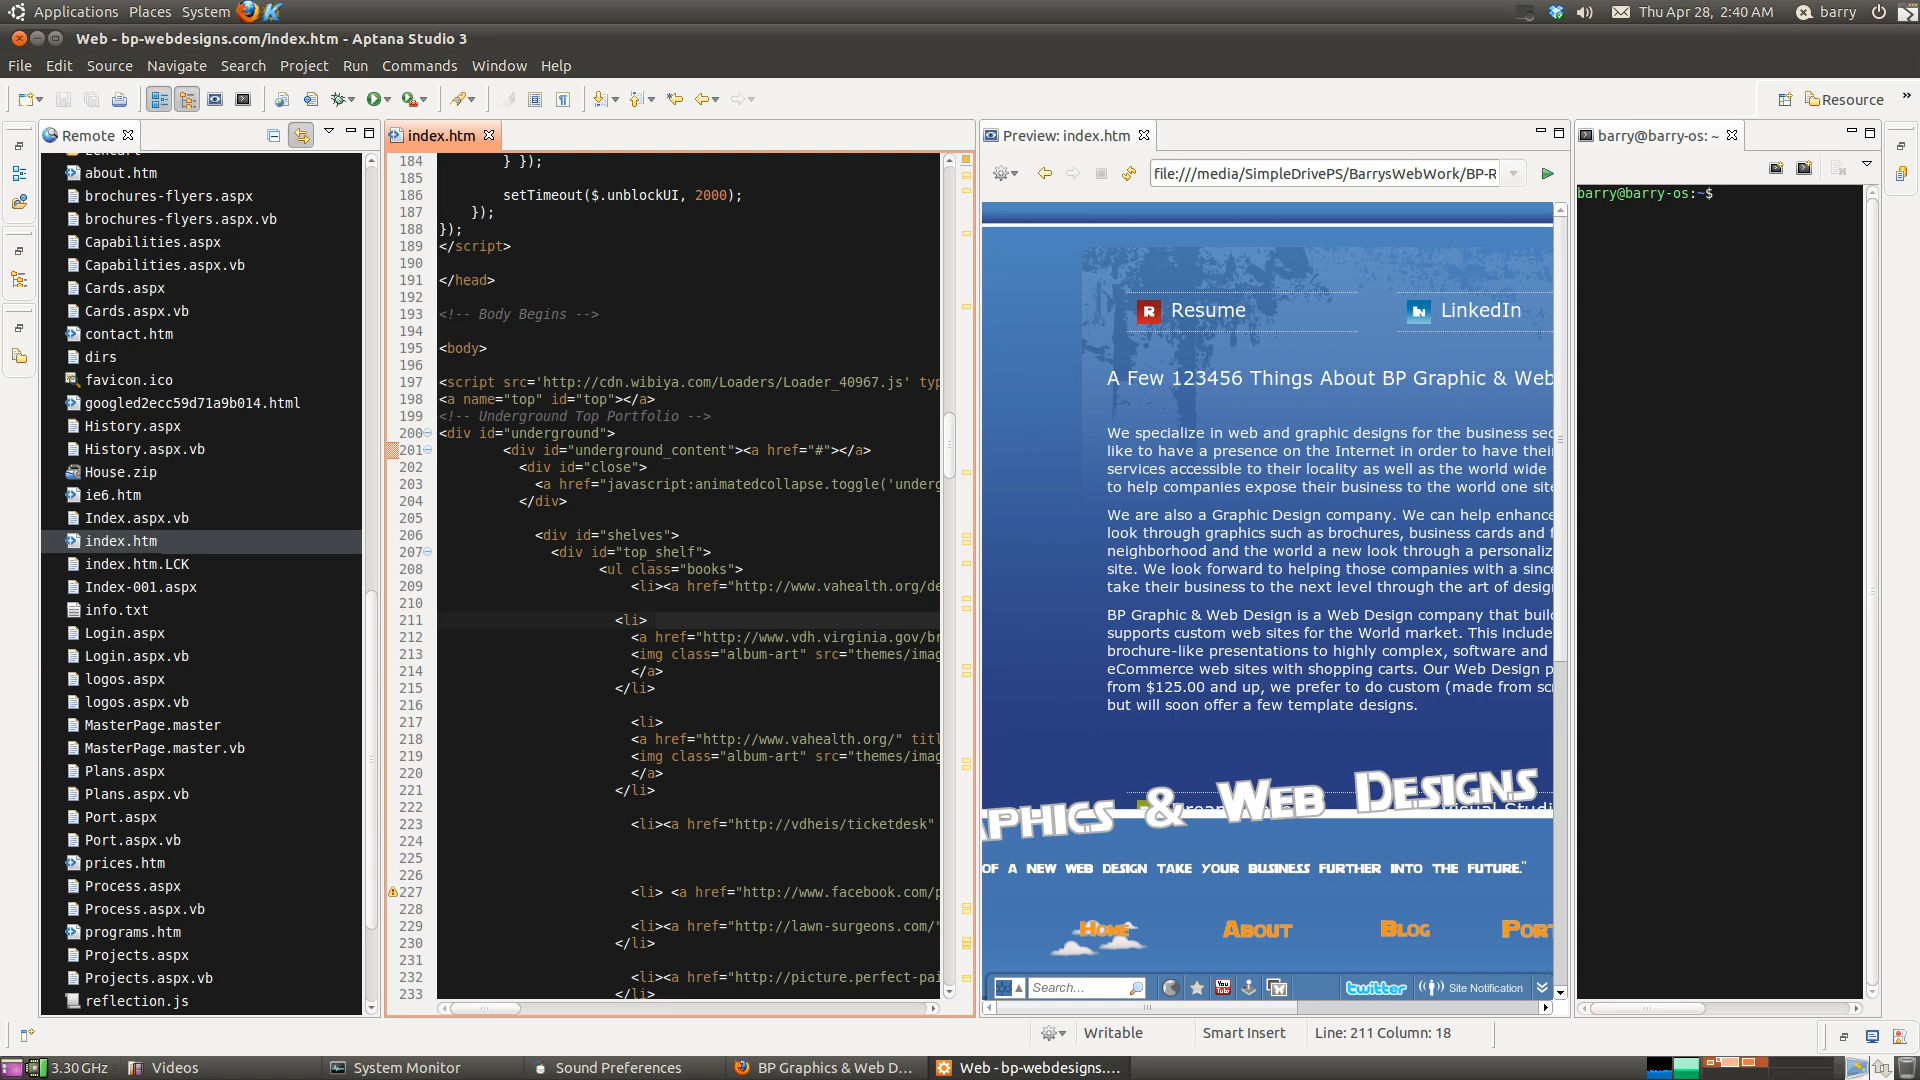 Applications Places System
Thu Apr 28, 2:40 AM barry
Web - bp-webdesigns.com/index.htm - Aptana Studio 3
File Edit Source Navigate Search Project Run Commands Window Help
Resource
Remote
about.htm
brochures-flyers.aspx
brochures-flyers.aspx.vb
Capabilities.aspx
Capabilities.aspx.vb
Cards.aspx
Cards.aspx.vb
contact.htm
dirs
favicon.ico
googled2ecc59d71a9b014.html
History.aspx
History.aspx.vb
House.zip
ie6.htm
Index.aspx.vb
index.htm
index.htm.LCK
Index-001.aspx
info.txt
Login.aspx
Login.aspx.vb
logos.aspx
logos.aspx.vb
MasterPage.master
MasterPage.master.vb
Plans.aspx
Plans.aspx.vb
Port.aspx
Port.aspx.vb
prices.htm
Process.aspx
Process.aspx.vb
programs.htm
Projects.aspx
Projects.aspx.vb
reflection.js
index.htm
184 } });
185
186 setTimeout($.unblockUI, 2000);
187 });
188 });
189 </script>
190
191 </head>
192
193 <!-- Body Begins -->
194
195 <body>
196
197 <script src='http://cdn.wibiya.com/Loaders/Loader_40967.js' typ
198 <a name="top" id="top"></a>
199 <!-- Underground Top Portfolio -->
200 <div id="underground">
201 <div id="underground_content"><a href="#"></a>
202 <div id="close">
203 <a href="javascript:animatedcollapse.toggle('underg
204 </div>
205
206 <div id="shelves">
207 <div id="top_shelf">
208 <ul class="books">
209 <li><a href="http://www.vahealth.org/de
210
211 <li>
212 <a href="http://www.vdh.virginia.gov/br
213 <img class="album-art" src="themes/imag
214 </a>
215 </li>
216
217 <li>
218 <a href="http://www.vahealth.org/" titl
219 <img class="album-art" src="themes/imag
220 </a>
221 </li>
222
223 <li><a href="http://vdheis/ticketdesk"
224
225
226
227 <li> <a href="http://www.facebook.com/p
228
229 <li><a href="http://lawn-surgeons.com/"
230 </li>
231
232 <li><a href="http://picture.perfect-pai
233 </li>
Preview: index.htm
file:///media/SimpleDrivePS/BarrysWebWork/BP-R
R Resume
in LinkedIn
A Few 123456 Things About BP Graphic & Web
We specialize in web and graphic designs for the business sec
like to have a presence on the Internet in order to have their
services accessible to their locality as well as the world wide
to help companies expose their business to the world one site
We are also a Graphic Design company. We can help enhance
look through graphics such as brochures, business cards and f
neighborhood and the world a new look through a personaliz
site. We look forward to helping those companies with a since
take their business to the next level through the art of desig
BP Graphic & Web Design is a Web Design company that buil
supports custom web sites for the World market. This include
brochure-like presentations to highly complex, software and
eCommerce web sites with shopping carts. Our Web Design p
from $125.00 and up, we prefer to do custom (made from scr
but will soon offer a few template designs.
APHICS & WEB DESIGNS
OF A NEW WEB DESIGN TAKE YOUR BUSINESS FURTHER INTO THE FUTURE."
HOME ABOUT BLOG PORT
Search... You Tube twitter Site Notification
barry@barry-os: ~
barry@barry-os:~$
Writable Smart Insert Line: 211 Column: 18
3.30 GHz Videos System Monitor Sound Preferences BP Graphics & Web D... Web - bp-webdesigns....